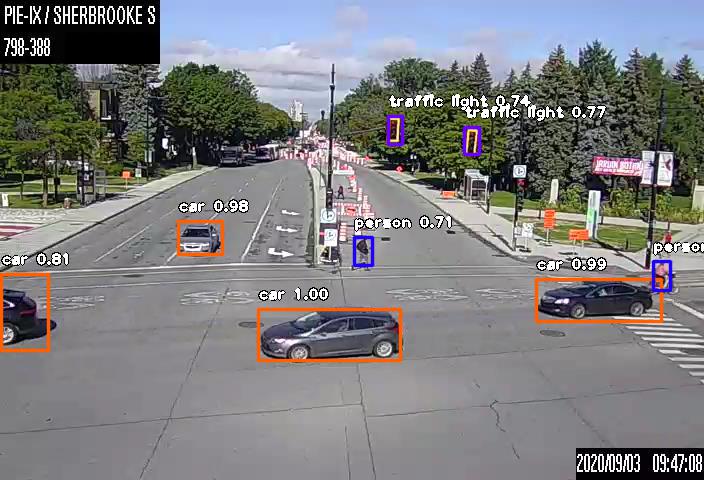 PIE-IX / SHERBROOKE S
798-388
traffic light 0.74
traffic light 0.77
car 0.98
person 0.71
person
car 0.81
car 0.99
car 1.00
2020/09/03 09:47:08